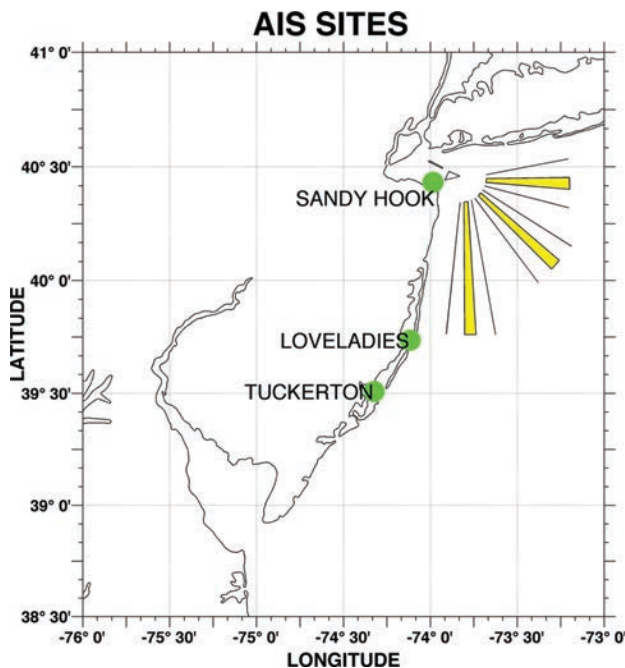 AIS SITES
41° 0'
40° 30'
SANDY HOOK
40° 0'
LATITUDE
LOVELADIES
39° 30'
TUCKERTON
39° 0'
38° 30'
-76° 0' -75° 30' -75° 0' -74° 30' -74° 0' -73° 30' -73° 0'
LONGITUDE